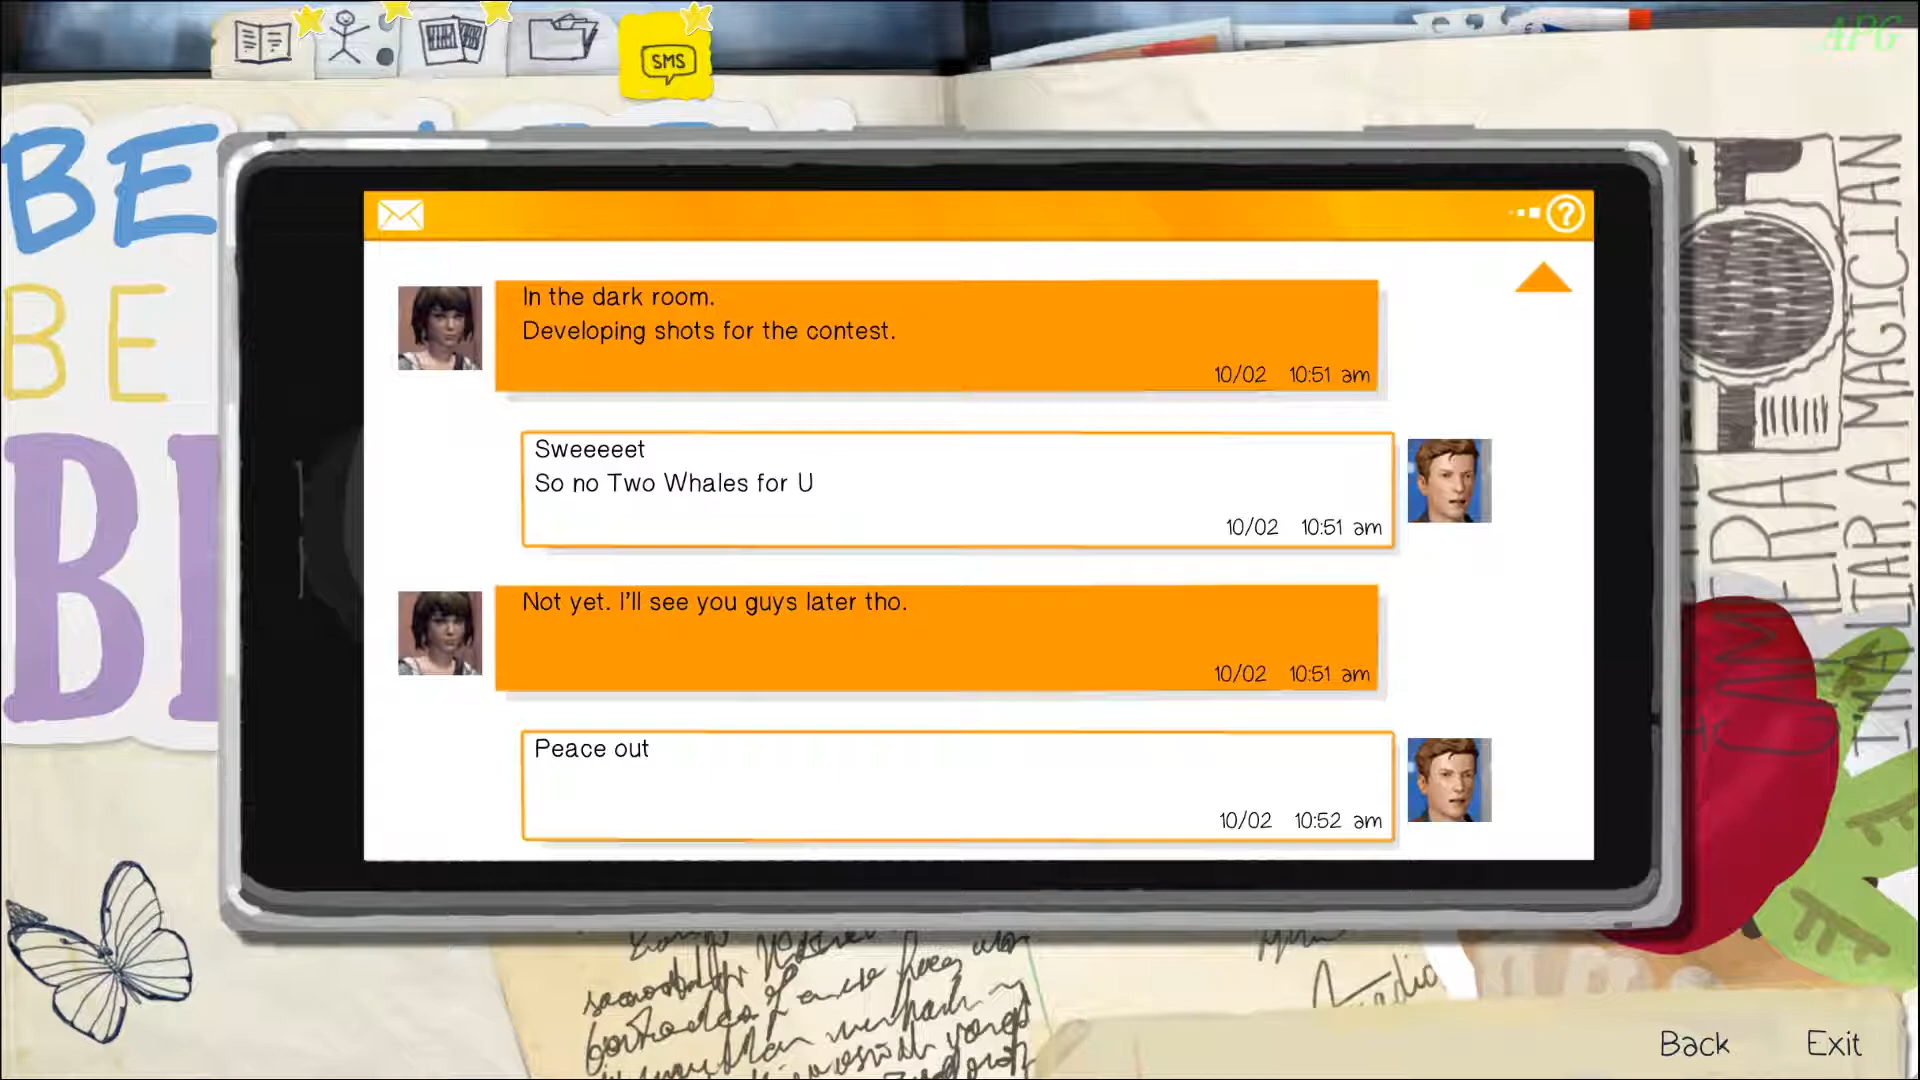 SMS
APG
BE
BE
?
In the dark room.
Developing shots for the contest.
10/02 10:51 am
Sweeeeet
So no Two Whales for U
10/02 10:51 am
Not yet. I'll see you guys later tho.
10/02 10:51 am
Peace out
10/02 10:52 am
LIAR, A MAGICIAN
Back
Exit